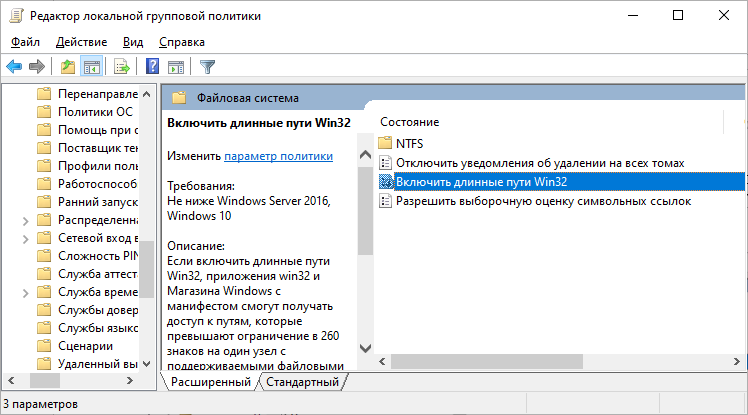 Редактор локальной групповой политики
Файл Действие Вид Справка
Перенаправле
Политики ОС
Помощь при с
Поставщик тен
Профили поль
Работоспособ
Ранний запуск
Распределенна
Сетевой вход в
Сложность PIN
Служба аттеста
Служба време
Службы довер
Службы языко
Сценарии
Удаленный вы
Файловая система
Включить длинные пути Win32
Изменить параметр политики
Требования:
Не ниже Windows Server 2016,
Windows 10
Описание:
Если включить длинные пути
Win32, приложения win32 и
Магазина Windows с
манифестом смогут получать
доступ к путям, которые
превышают ограничение в 260
знаков на один узел с
поддерживаемыми файловыми
Состояние
NTFS
Отключить уведомления об удалении на всех томах
Включить длинные пути Win32
Разрешить выборочную оценку символьных ссылок
Расширенный Стандартный
3 параметров